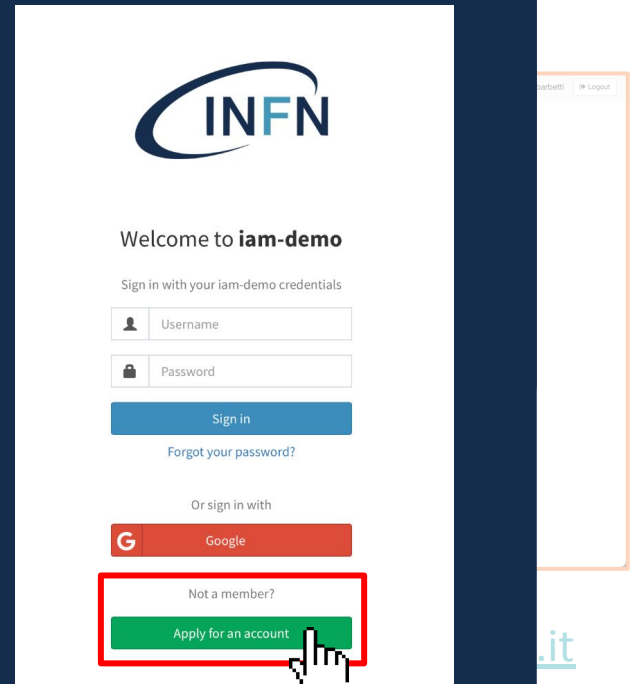 INFN
Welcome to iam-demo
Sign in with your iam-demo credentials
Username
Password
Sign in
Forgot your password?
Or sign in with
G Google
Not a member?
Apply for an account
barbetti Logout
.it